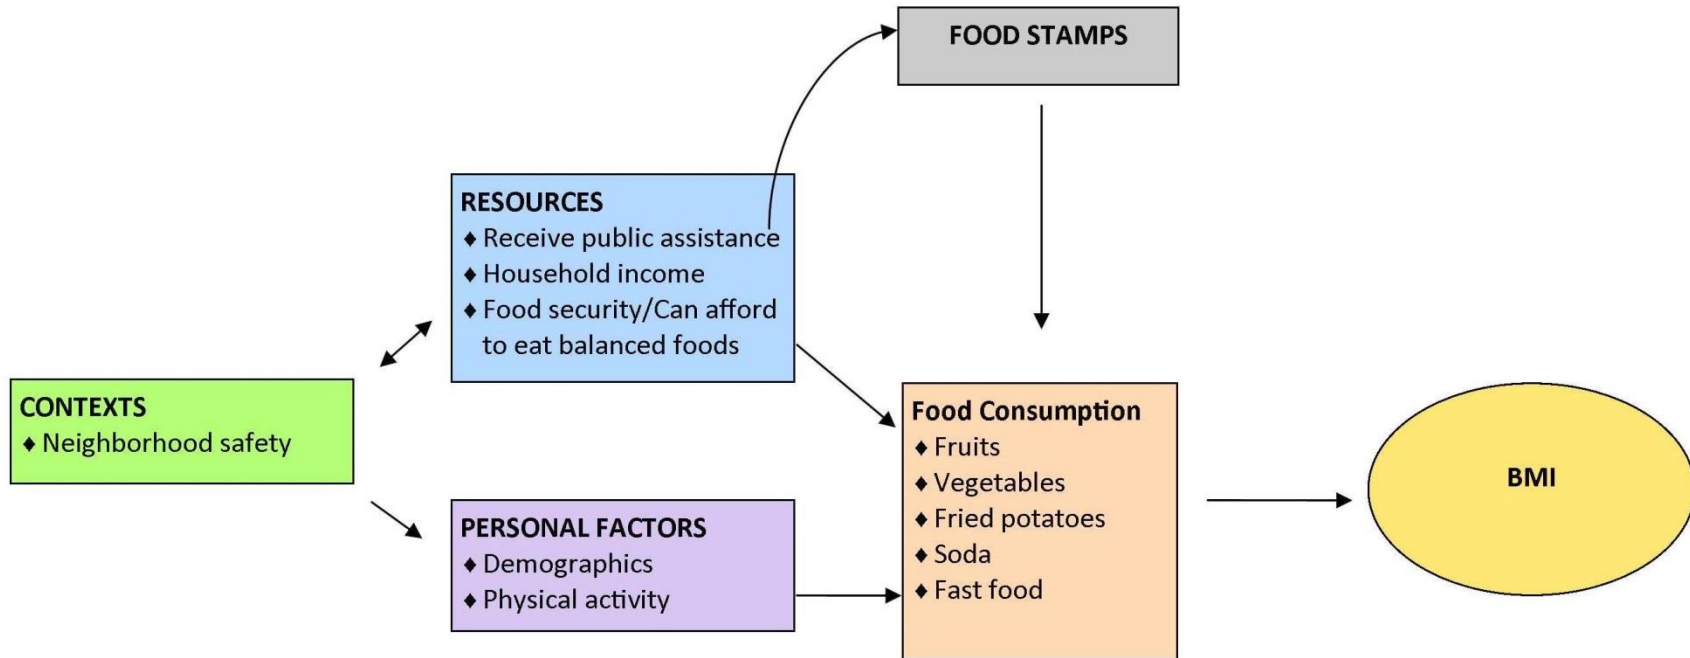 FOOD STAMPS
RESOURCES
♦ Receive public assistance
♦ Household income
♦ Food security/Can afford
to eat balanced foods
CONTEXTS
♦ Neighborhood safety
PERSONAL FACTORS
♦ Demographics
♦ Physical activity
Food Consumption
♦ Fruits
♦ Vegetables
♦ Fried potatoes
♦ Soda
♦ Fast food
BMI